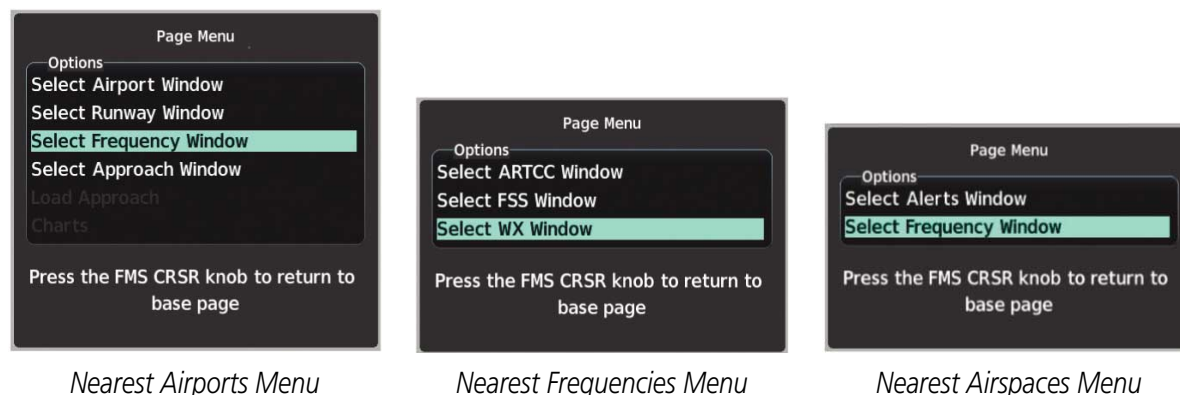 Page Menu
Options
Select Airport Window
Select Runway Window
Select Frequency Window
Select Approach Window
Load Approach
Charts
Press the FMS CRSR knob to return to
base page
Nearest Airports Menu
Page Menu
Options
Select ARTCC Window
Select FSS Window
Select WX Window
Press the FMS CRSR knob to return to
base page
Nearest Frequencies Menu
Page Menu
Options
Select Alerts Window
Select Frequency Window
Press the FMS CRSR knob to return to
base page
Nearest Airspaces Menu